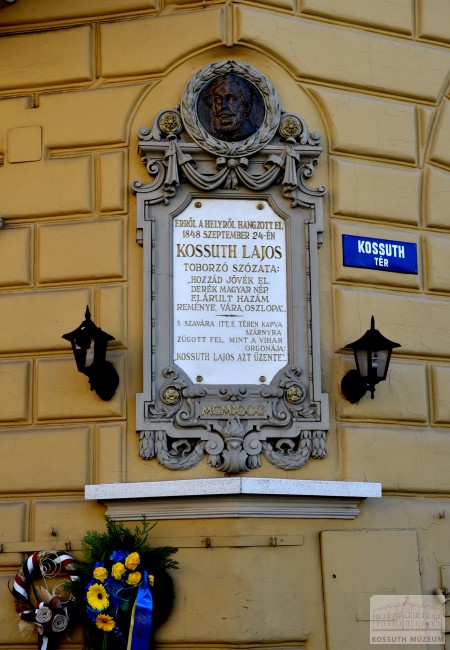 ERRŐL A HELYRŐL HANGZOTT EL
1848 SZEPTEMBER 24-ÉN
KOSSUTH LAJOS
TOBORZÓ SZÓZATA:
„HOZZÁD JÖVÉK EL
DERÉK MAGYAR NÉP
ELÁRULT HAZÁM
REMÉNYE, VÁRA, OSZLOPA."
S SZAVÁRA ITT, E TÉREN KAPVA
SZÁRNYRA
ZÚGOTT FEL, MINT A VIHAR
ORGONÁJA:
„KOSSUTH LAJOS AZT ÜZENTE"...
KOSSUTH
TÉR
KOSSUTH MÚZEUM